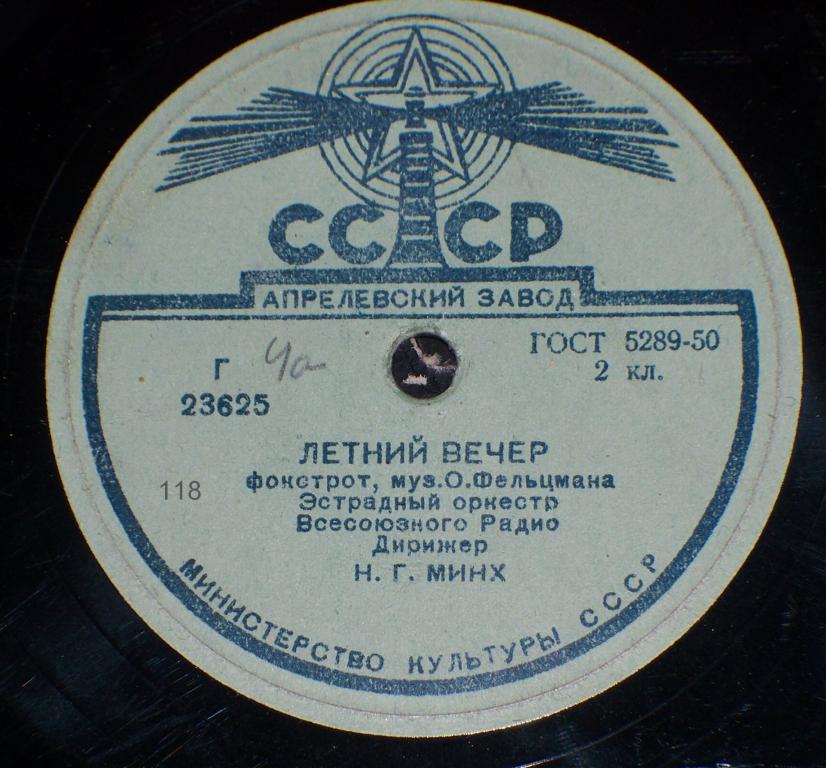 СССР
АПРЕЛЕВСКИЙ ЗАВОД
Г 4а
23625
ГОСТ 5289-50
2 кл.
ЛЕТНИЙ ВЕЧЕР
фокстрот, муз.О.Фельцмана
118
Эстрадный оркестр
Всесоюзного Радио
Дирижер
Н. Г. МИНХ
МИНИСТЕРСТВО КУЛЬТУРЫ СССР